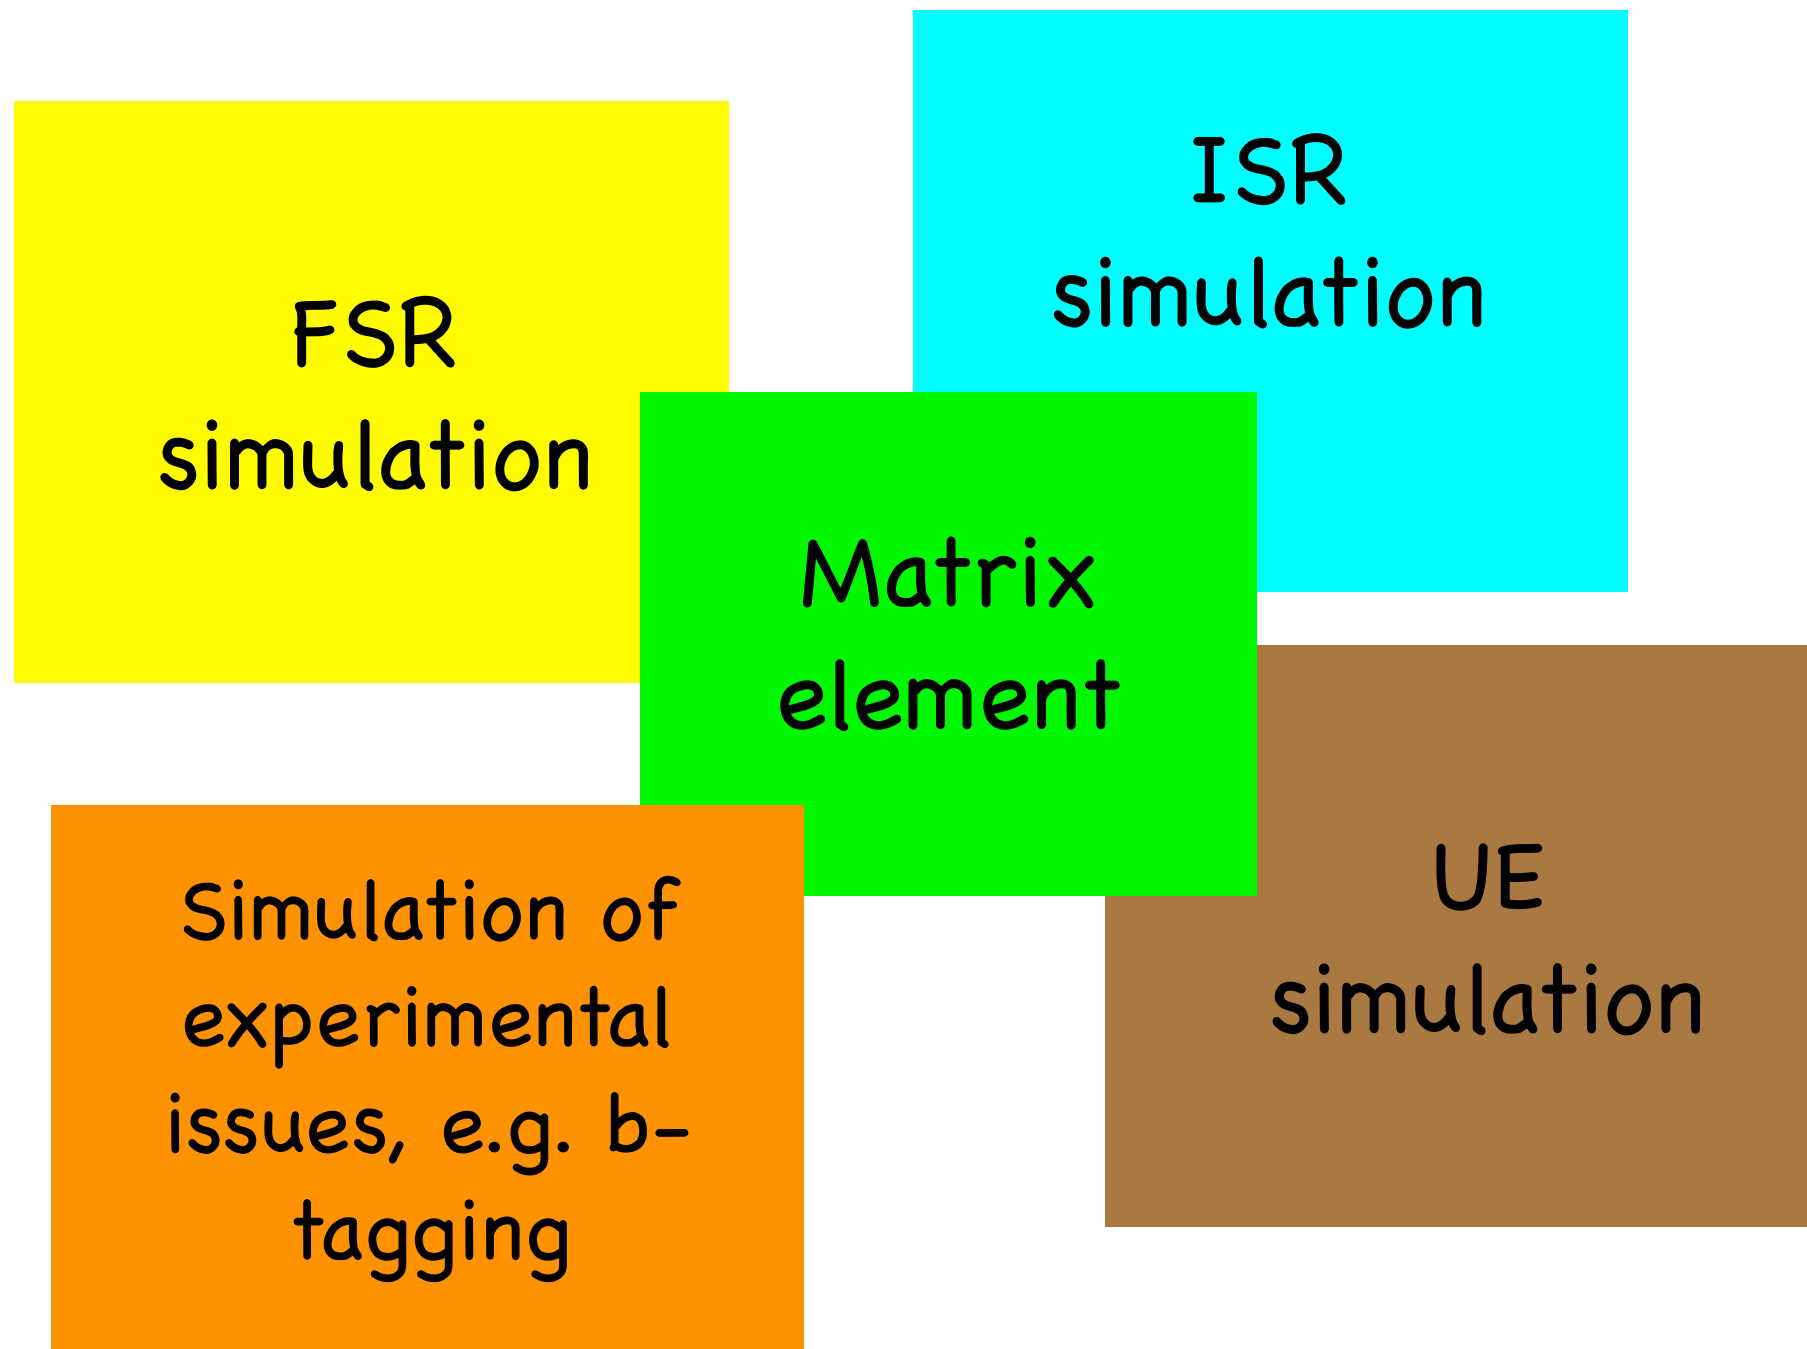 FSR
simulation
ISR
simulation
Matrix
element
Simulation of
experimental
issues, e.g. b-
tagging
UE
simulation